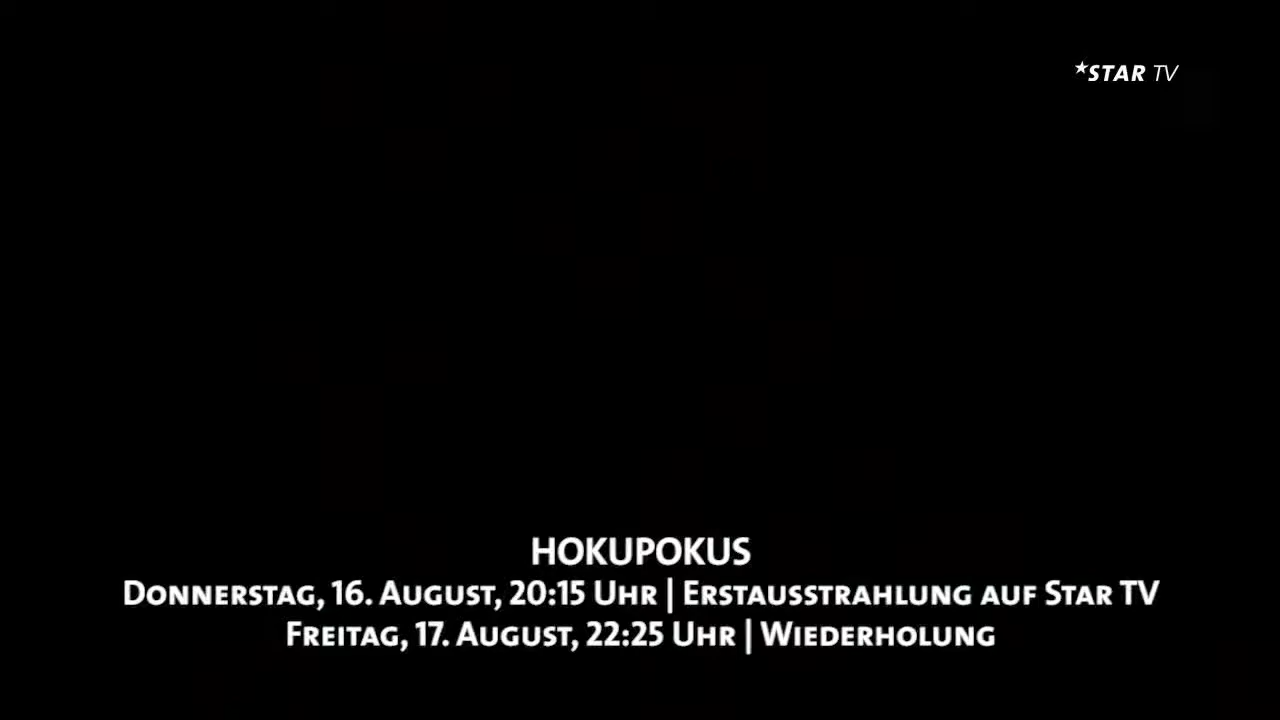 *STAR TV
HOKUPOKUS
DONNERSTAG, 16. AUGUST, 20:15 UHR | ERSTAUSSTRAHLUNG AUF STAR TV
FREITAG, 17. AUGUST, 22:25 UHR | WIEDERHOLUNG